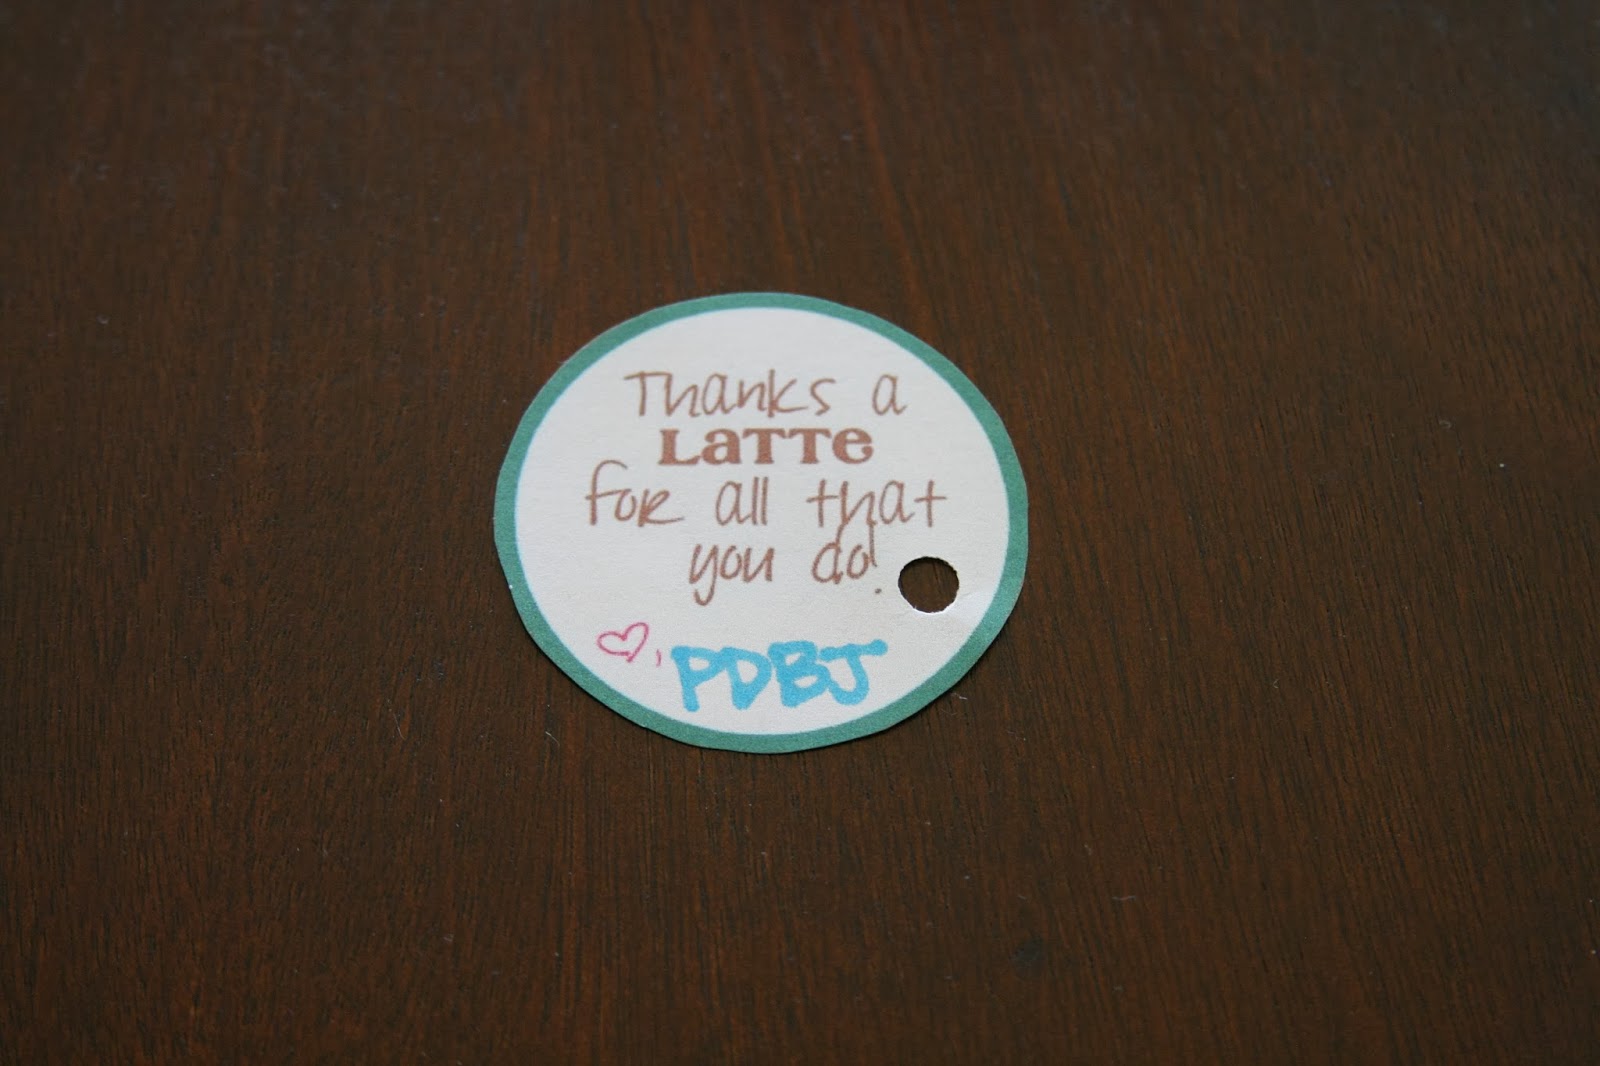 Thanks a
LaTTe
for all that
you do!
♡, PDBJ